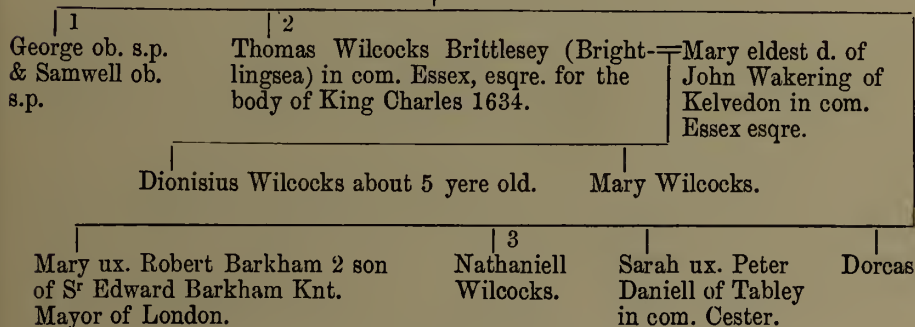 1
George ob. s.p.
& Samwell ob.
s.p.
2
Thomas Wilcocks Brittlesey (Bright-
lingsea) in com. Essex, esqre. for the
body of King Charles 1634.
Mary eldest d. of
John Wakering of
Kelvedon in com.
Essex esqre.
Dionisius Wilcocks about 5 yere old.
Mary Wilcocks.
Mary ux. Robert Barkham 2 son
of Sr Edward Barkham Knt.
Mayor of London.
3
Nathaniell
Wilcocks.
Sarah ux. Peter
Daniell of Tabley
in com. Cester.
Dorcas